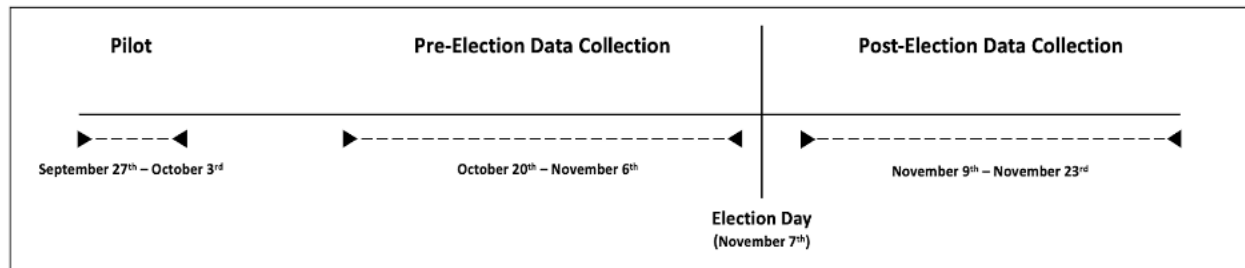 Pilot
Pre-Election Data Collection
Post-Election Data Collection
September 27th – October 3rd
October 20th – November 6th
November 9th – November 23rd
Election Day
(November 7th)